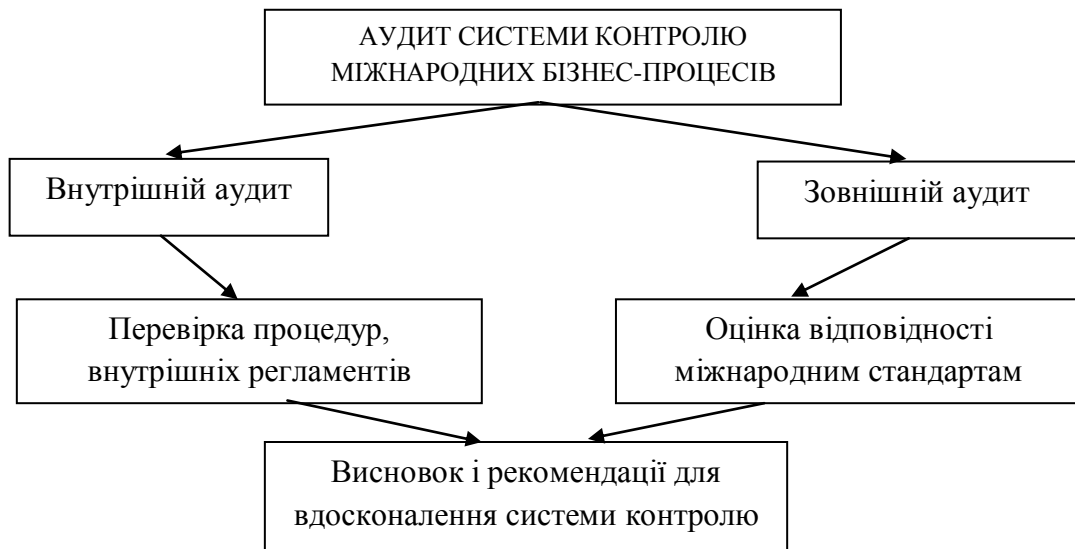 АУДИТ СИСТЕМИ КОНТРОЛЮ
МІЖНАРОДНИХ БІЗНЕС-ПРОЦЕСІВ
Внутрішній аудит
Зовнішній аудит
Перевірка процедур,
внутрішніх регламентів
Оцінка відповідності
міжнародним стандартам
Висновок і рекомендації для
вдосконалення системи контролю